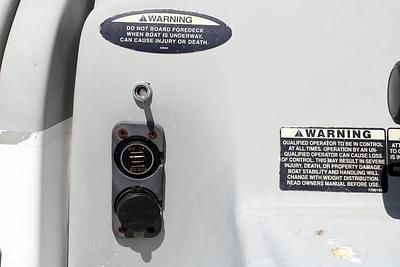 WARNING
DO NOT BOARD FOREDECK
WHEN BOAT IS UNDERWAY.
CAN CAUSE INJURY OR DEATH.
WARNING
QUALIFIED OPERATOR TO BE IN CONTROL
AT ALL TIMES. OPERATION BY AN UN-
QUALIFIED OPERATOR CAN CAUSE LOSS
OF CONTROL. THIS MAY RESULT IN SEVERE
INJURY, DEATH, OR PROPERTY DAMAGE.
BOAT STABILITY AND HANDLING WILL
CHANGE WITH WEIGHT DISTRIBUTION.
READ OWNERS MANUAL BEFORE USE.